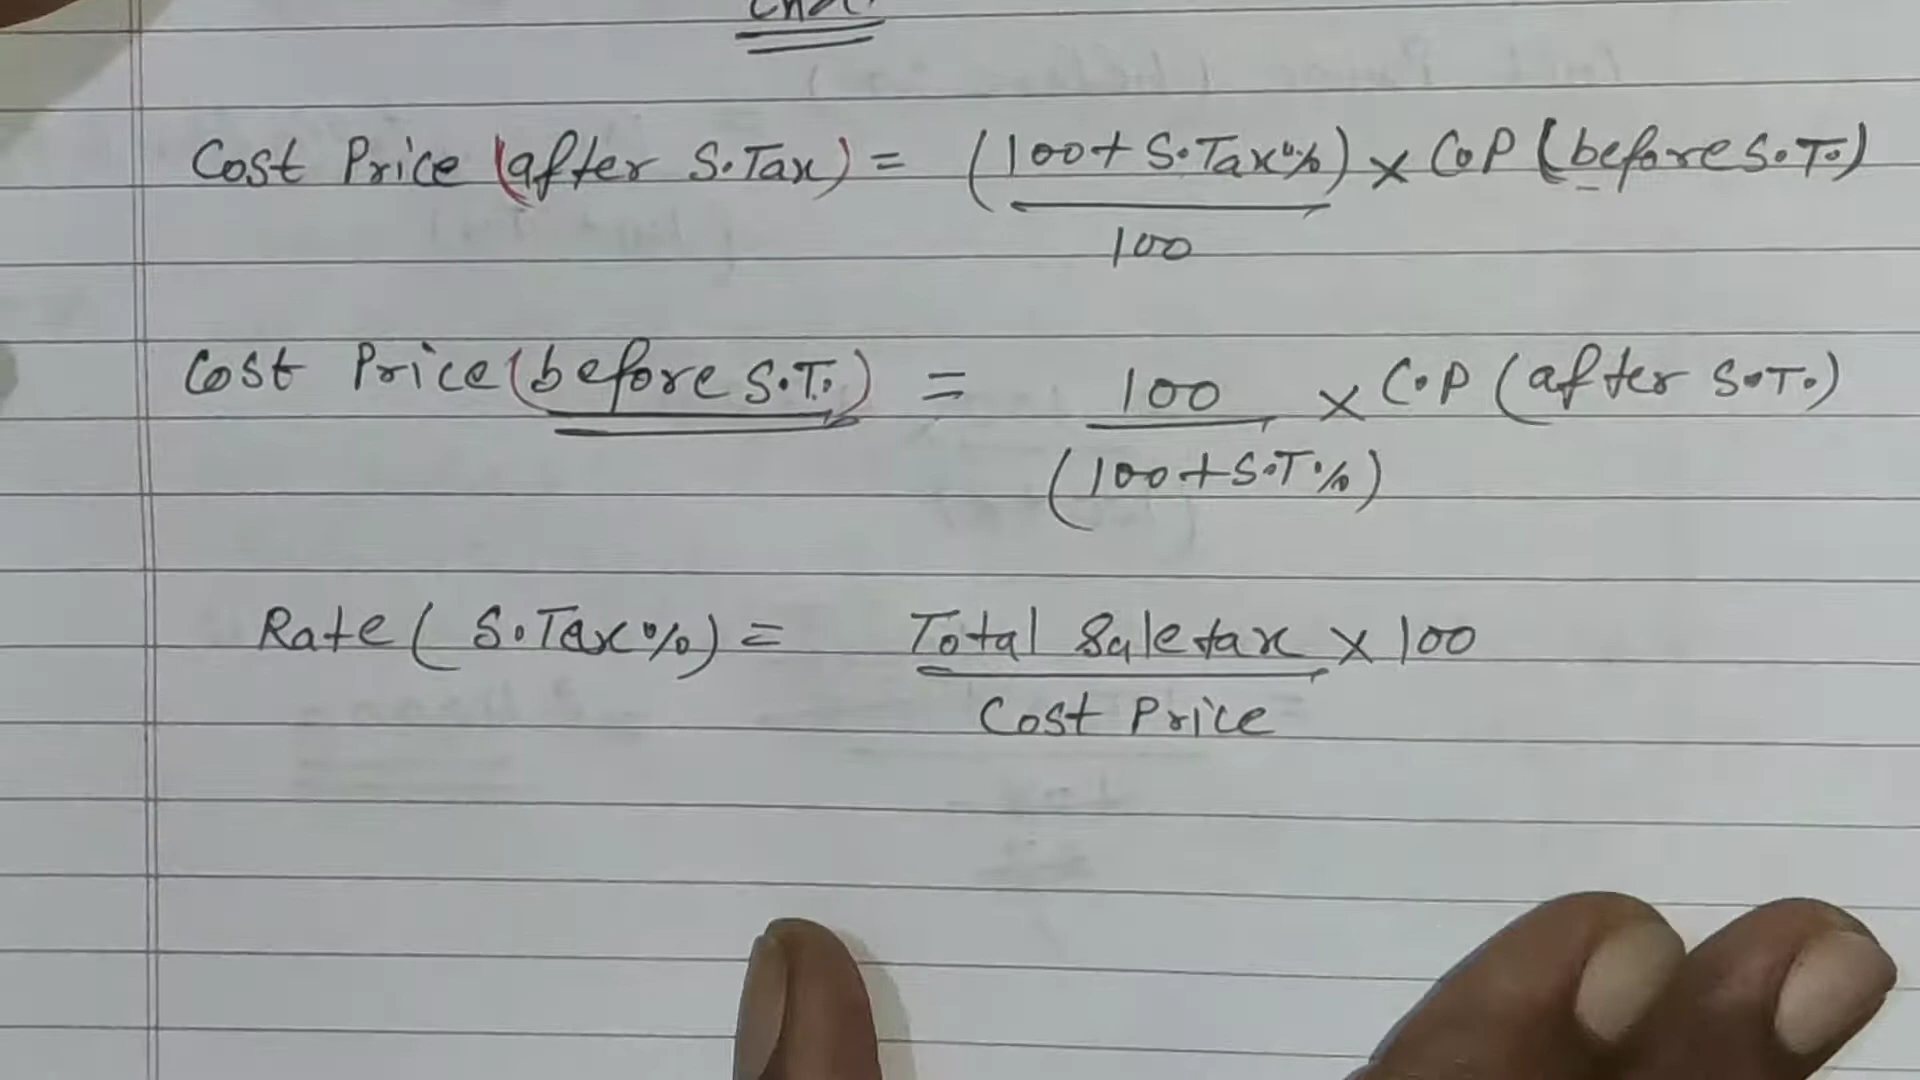 Cost Price (after S.Tax) = (100+ S.Tax%) × C.P (before S.T.)
100
Cost Price (before S.T.) = 100 × C.P (after S.T.)
(100+S.T%)
Rate (S.Tax%) = Total Sale tax × 100
Cost Price